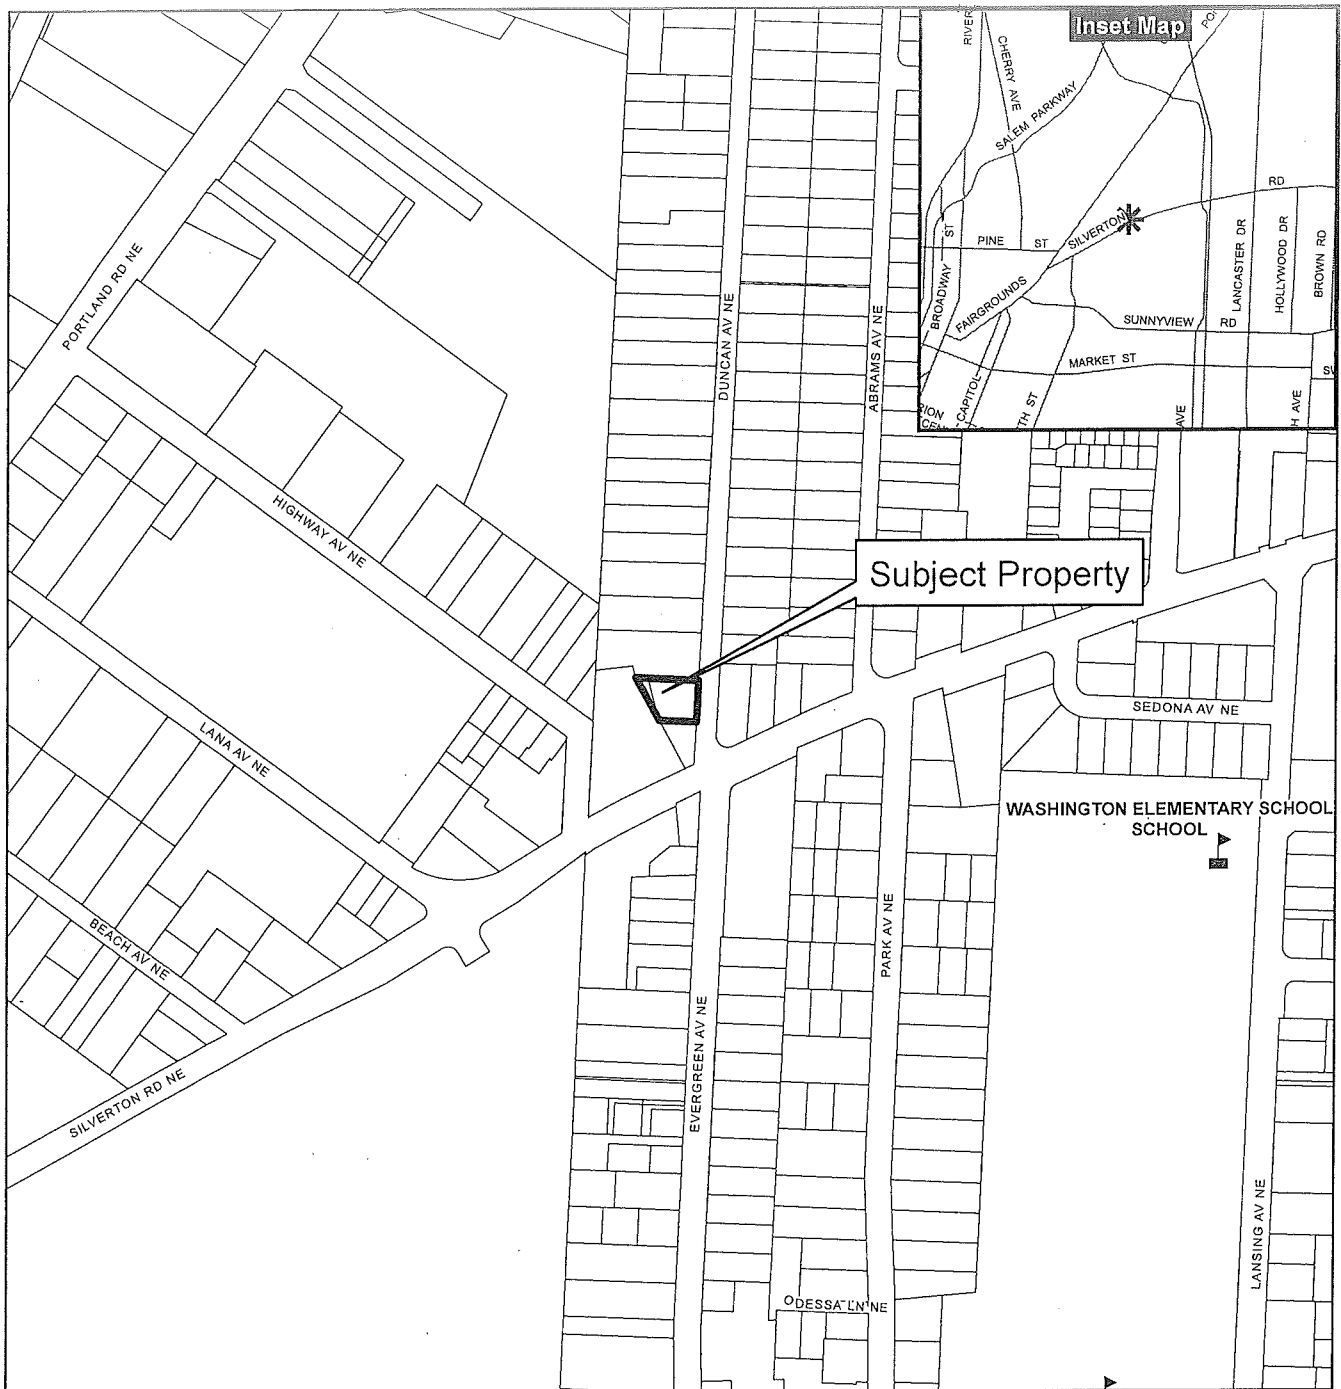 Inset Map
RIVER
CHERRY AVE
SALEM PARKWAY
RD
SILVERTON
PINE ST
ST
BROADWAY
FAIRGROUNDS
LANCASTER DR
HOLLYWOOD DR
BROWN RD
SUNNYVIEW RD
MARKET ST
CAPITOL
TH ST
AVE
H AVE
PORTLAND RD NE
DUNCAN AV NE
ABRAMS AV NE
HIGHWAY AV NE
Subject Property
LANA AV NE
SEDONA AV NE
WASHINGTON ELEMENTARY SCHOOL
SCHOOL
BEACH AV NE
PARK AV NE
EVERGREEN AV NE
SILVERTON RD NE
LANSING AV NE
ODESSA LN NE